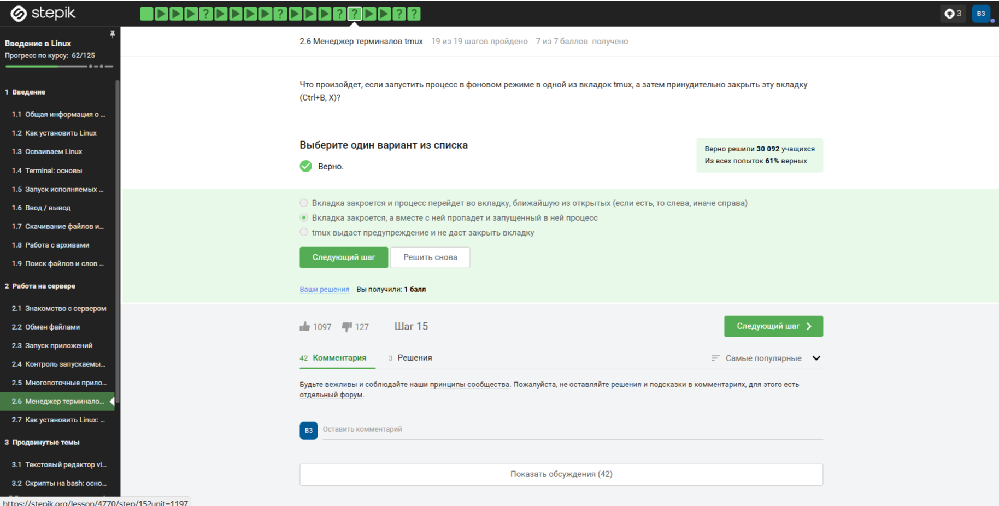 stepik
3
ВЗ
Введение в Linux
Прогресс по курсу: 62/125
1 Введение
1.1 Общая информация о ...
1.2 Как установить Linux
1.3 Осваиваем Linux
1.4 Terminal: основы
1.5 Запуск исполняемых ...
1.6 Ввод / вывод
1.7 Скачивание файлов и...
1.8 Работа с архивами
1.9 Поиск файлов и слов ...
2 Работа на сервере
2.1 Знакомство с сервером
2.2 Обмен файлами
2.3 Запуск приложений
2.4 Контроль запускаемы...
2.5 Многопоточные прило...
2.6 Менеджер терминало...
2.7 Как установить Linux: ...
3 Продвинутые темы
3.1 Текстовый редактор vi...
3.2 Скрипты на bash: осно...
https://stepik.org/lesson/4770/step/15?unit=1197
2.6 Менеджер терминалов tmux 19 из 19 шагов пройдено 7 из 7 баллов получено
Что произойдет, если запустить процесс в фоновом режиме в одной из вкладок tmux, а затем принудительно закрыть эту вкладку
(Ctrl+B, X)?
Выберите один вариант из списка
Верно.
Верно решили 30 092 учащихся
Из всех попыток 61% верных
Вкладка закроется и процесс перейдет во вкладку, ближайшую из открытых (если есть, то слева, иначе справа)
Вкладка закроется, а вместе с ней пропадет и запущенный в ней процесс
tmux выдаст предупреждение и не даст закрыть вкладку
Следующий шаг Решить снова
Ваши решения Вы получили: 1 балл
1097 127 Шаг 15 Следующий шаг
42 Комментария 3 Решения Самые популярные
Будьте вежливы и соблюдайте наши принципы сообщества. Пожалуйста, не оставляйте решения и подсказки в комментариях, для этого есть
отдельный форум.
ВЗ Оставить комментарий
Показать обсуждения (42)